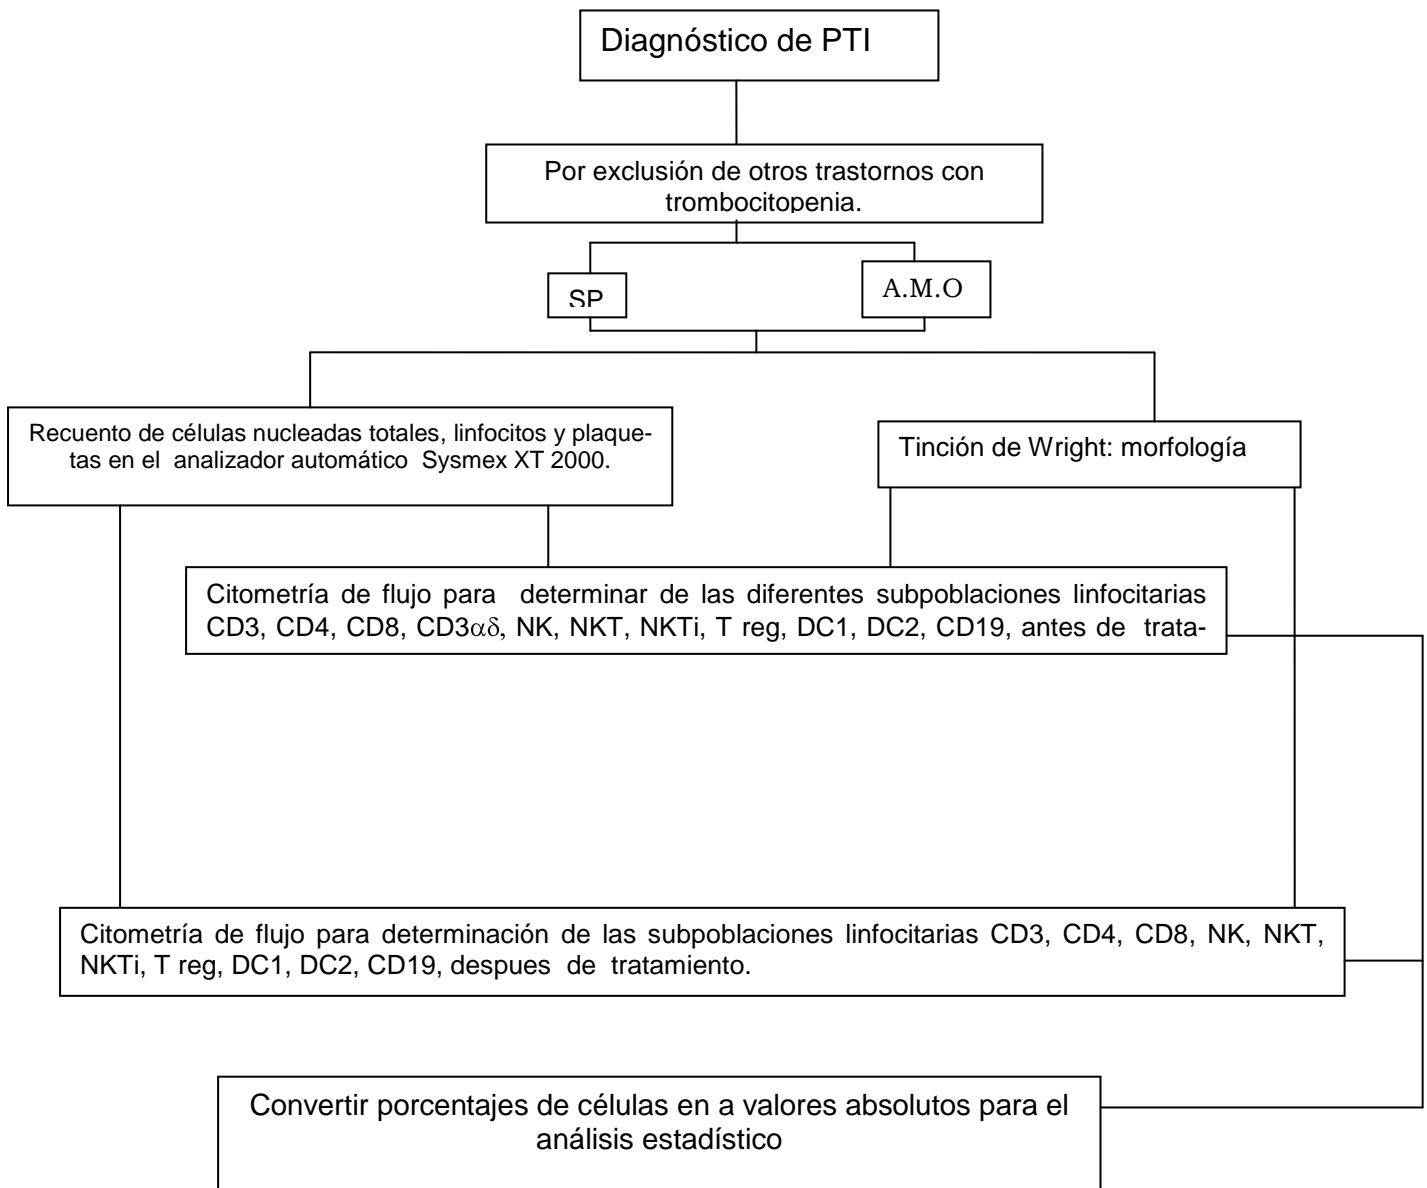 Diagnóstico de PTI
Por exclusión de otros trastornos con
trombocitopenia.
SP
A.M.O
Recuento de células nucleadas totales, linfocitos y plaque-
tas en el analizador automático Sysmex XT 2000.
Tinción de Wright: morfología
Citometría de flujo para determinar de las diferentes subpoblaciones linfocitarias
CD3, CD4, CD8, CD3αδ, NK, NKT, NKTi, T reg, DC1, DC2, CD19, antes de trata-
Citometría de flujo para determinación de las subpoblaciones linfocitarias CD3, CD4, CD8, NK, NKT,
NKTi, T reg, DC1, DC2, CD19, despues de tratamiento.
Convertir porcentajes de células en a valores absolutos para el
análisis estadístico